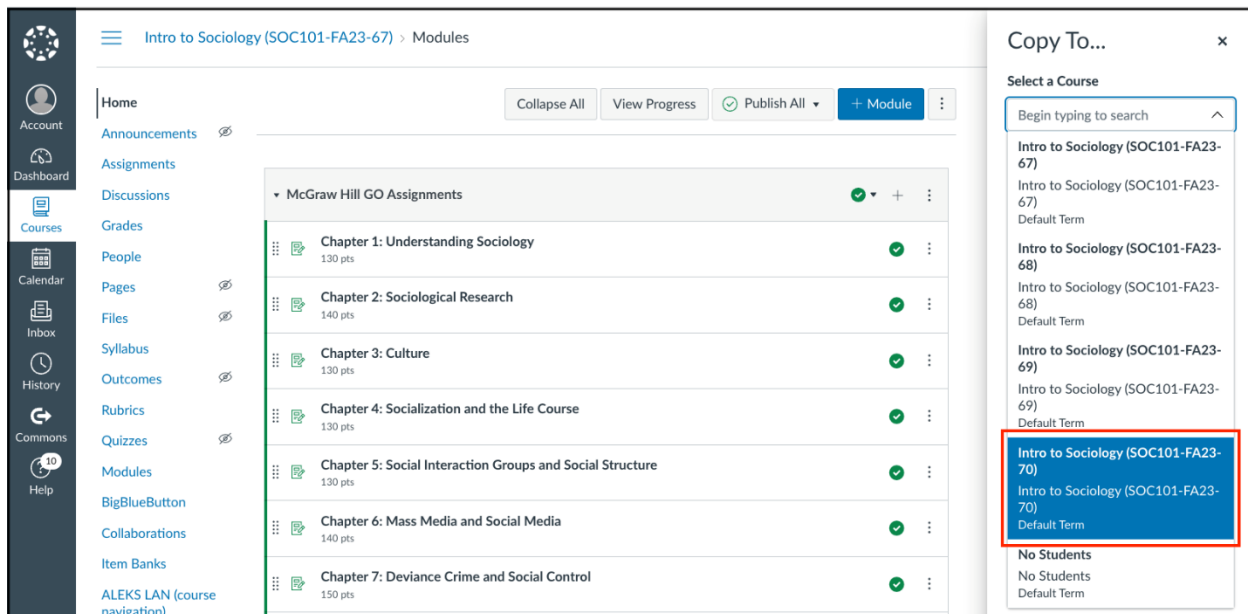 Account
Dashboard
Courses
Calendar
Inbox
History
Commons
10
Help
Intro to Sociology (SOC101-FA23-67) › Modules
Home
Announcements
Assignments
Discussions
Grades
People
Pages
Files
Syllabus
Outcomes
Rubrics
Quizzes
Modules
BigBlueButton
Collaborations
Item Banks
ALEKS LAN (course
navigation)
Collapse All
View Progress
Publish All
+ Module
McGraw Hill GO Assignments
Chapter 1: Understanding Sociology
130 pts
Chapter 2: Sociological Research
140 pts
Chapter 3: Culture
130 pts
Chapter 4: Socialization and the Life Course
130 pts
Chapter 5: Social Interaction Groups and Social Structure
130 pts
Chapter 6: Mass Media and Social Media
140 pts
Chapter 7: Deviance Crime and Social Control
150 pts
Copy To...
Select a Course
Begin typing to search
Intro to Sociology (SOC101-FA23-
67)
Intro to Sociology (SOC101-FA23-
67)
Default Term
Intro to Sociology (SOC101-FA23-
68)
Intro to Sociology (SOC101-FA23-
68)
Default Term
Intro to Sociology (SOC101-FA23-
69)
Intro to Sociology (SOC101-FA23-
69)
Default Term
Intro to Sociology (SOC101-FA23-
70)
Intro to Sociology (SOC101-FA23-
70)
Default Term
No Students
No Students
Default Term